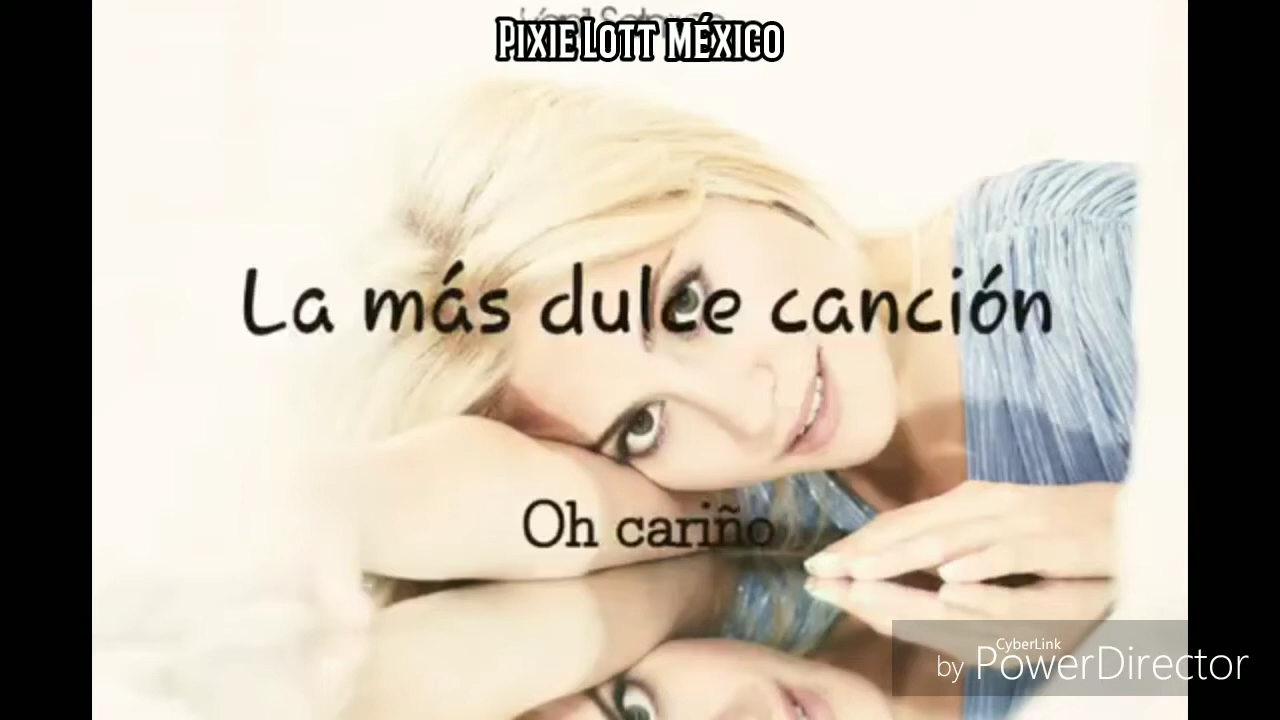 PIXIE LOTT MÉXICO
La más dulce canción
Oh cariño
CyberLink
by PowerDirector